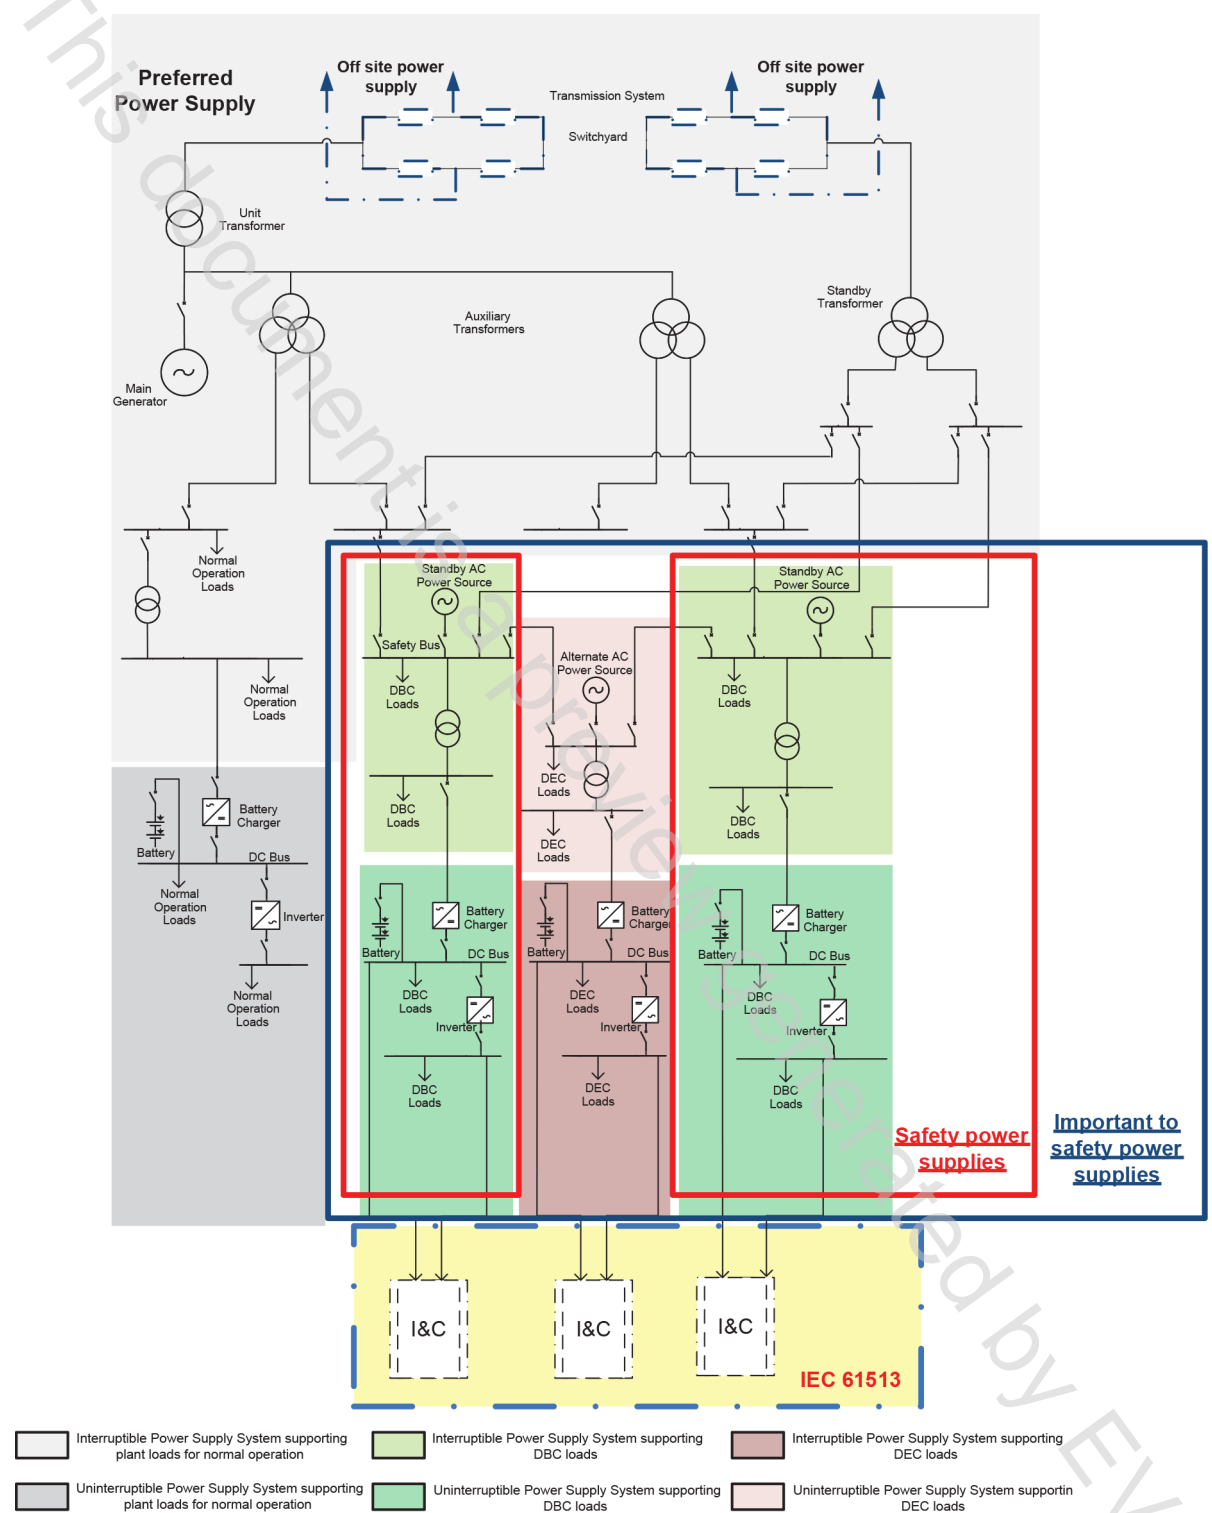 Preferred
Power Supply
Off site power
supply
Off site power
supply
Transmission System
Switchyard
Unit
Transformer
Auxiliary
Transformers
Standby
Transformer
Main
Generator
Normal
Operation
Loads
Standby AC
Power Source
Standby AC
Power Source
Safety Bus
Alternate AC
Power Source
Normal
Operation
Loads
DBC
Loads
DBC
Loads
DEC
Loads
DBC
Loads
DBC
Loads
DEC
Loads
Battery
Charger
Battery
DC Bus
Normal
Operation
Loads
Inverter
Normal
Operation
Loads
Battery
Charger
Battery
DC Bus
DBC
Loads
Inverter
DBC
Loads
Battery
Charger
Battery
DC Bus
DEC
Loads
Inverter
DEC
Loads
Battery
Charger
Battery
DC Bus
DBC
Loads
Inverter
DBC
Loads
Safety power
supplies
Important to
safety power
supplies
I&C
I&C
I&C
IEC 61513
Interruptible Power Supply System supporting
plant loads for normal operation
Interruptible Power Supply System supporting
DBC loads
Interruptible Power Supply System supporting
DEC loads
Uninterruptible Power Supply System supporting
plant loads for normal operation
Uninterruptible Power Supply System supporting
DBC loads
Uninterruptible Power Supply System supportin
DEC loads
This document is a preview generated by EV